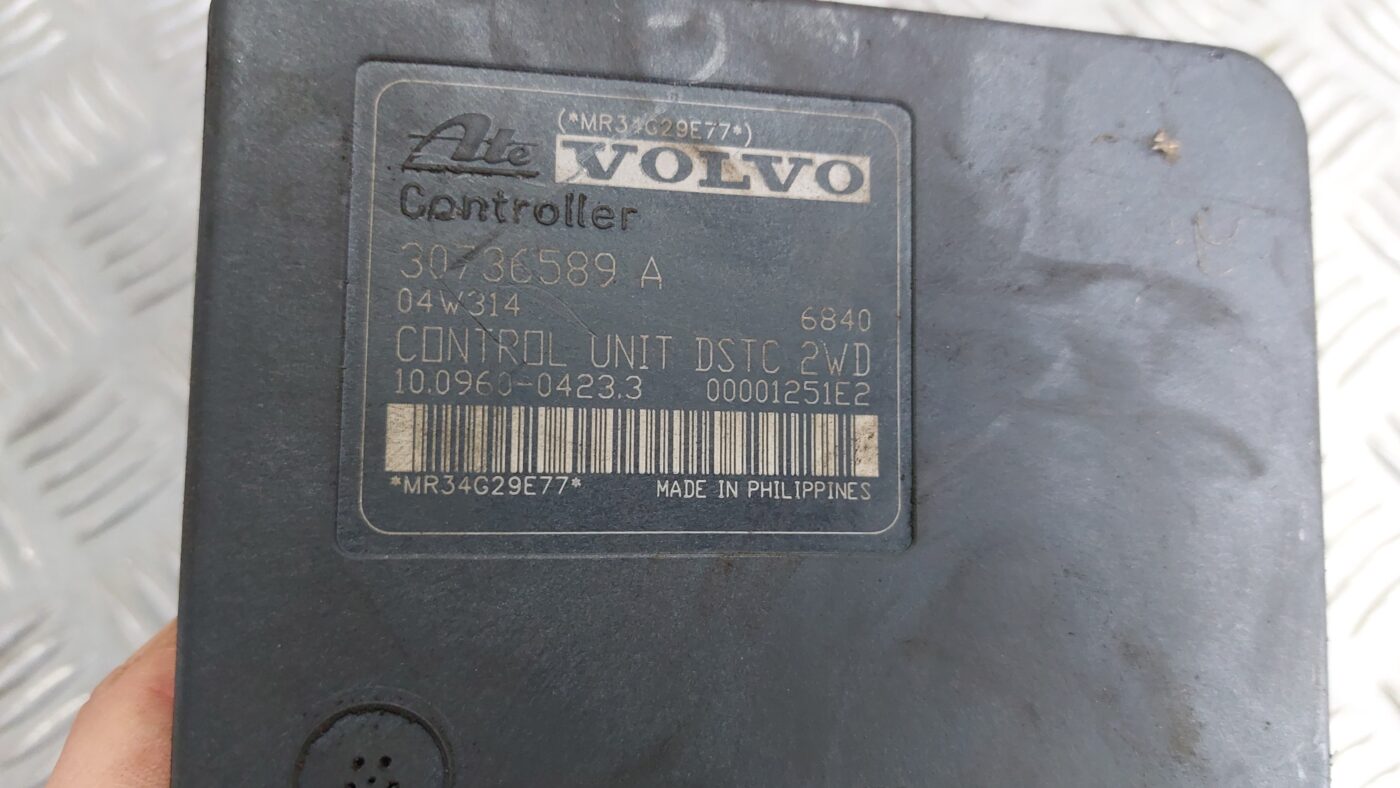 (*MR34G29E77*)
Ate VOLVO
Controller
30736589 A
04W314 6840
CONTROL UNIT DSTC 2WD
10.0960-0423.3 00001251E2
*MR34G29E77* MADE IN PHILIPPINES